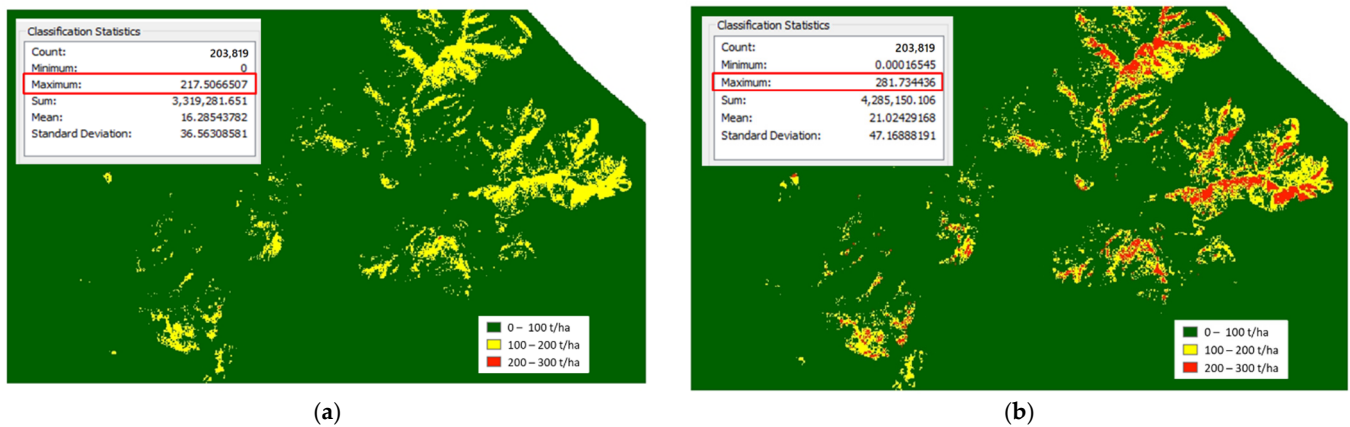 Classification Statistics
Count: 203,819
Minimum: 0
Maximum: 217.5066507
Sum: 3,319,281.651
Mean: 16.28543782
Standard Deviation: 36.56308581
0 – 100 t/ha
100 – 200 t/ha
200 – 300 t/ha
(a)
Classification Statistics
Count: 203,819
Minimum: 0.00016545
Maximum: 281.734436
Sum: 4,285,150.106
Mean: 21.02429168
Standard Deviation: 47.16888191
0 – 100 t/ha
100 – 200 t/ha
200 – 300 t/ha
(b)